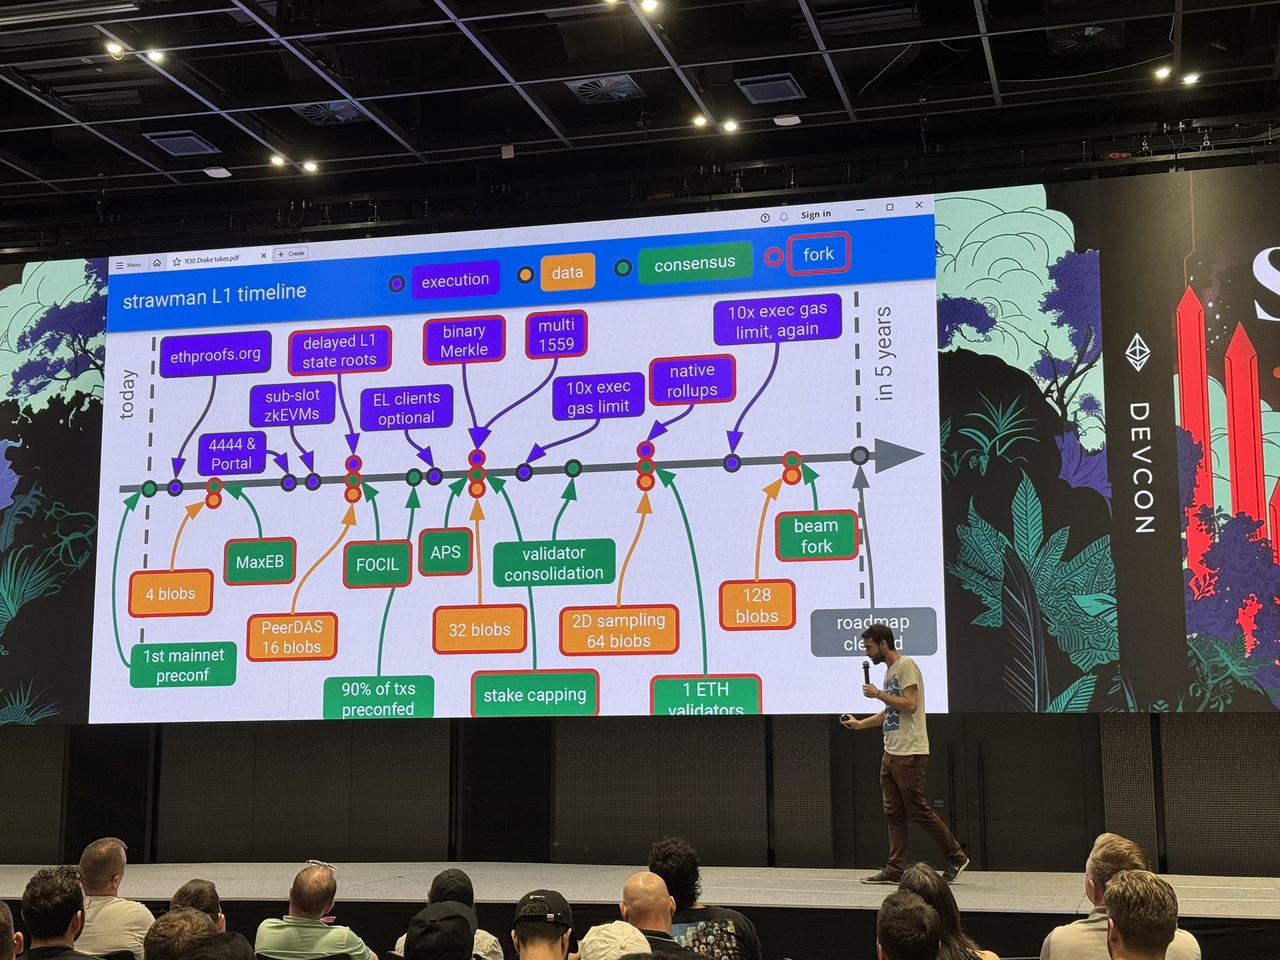 Menu
1130 Drake takes.pdf
+ Create
Sign in
strawman L1 timeline
execution
data
consensus
fork
today
ethproofs.org
delayed L1
state roots
binary
Merkle
multi
1559
10x exec gas
limit, again
in 5 years
sub-slot
zkEVMs
EL clients
optional
10x exec
gas limit
native
rollups
4444 &
Portal
4 blobs
MaxEB
PeerDAS
16 blobs
FOCIL
APS
32 blobs
validator
consolidation
2D sampling
64 blobs
128
blobs
beam
fork
roadmap
1st mainnet
preconf
90% of txs
preconfed
stake capping
1 ETH
validators
DEVCON
S